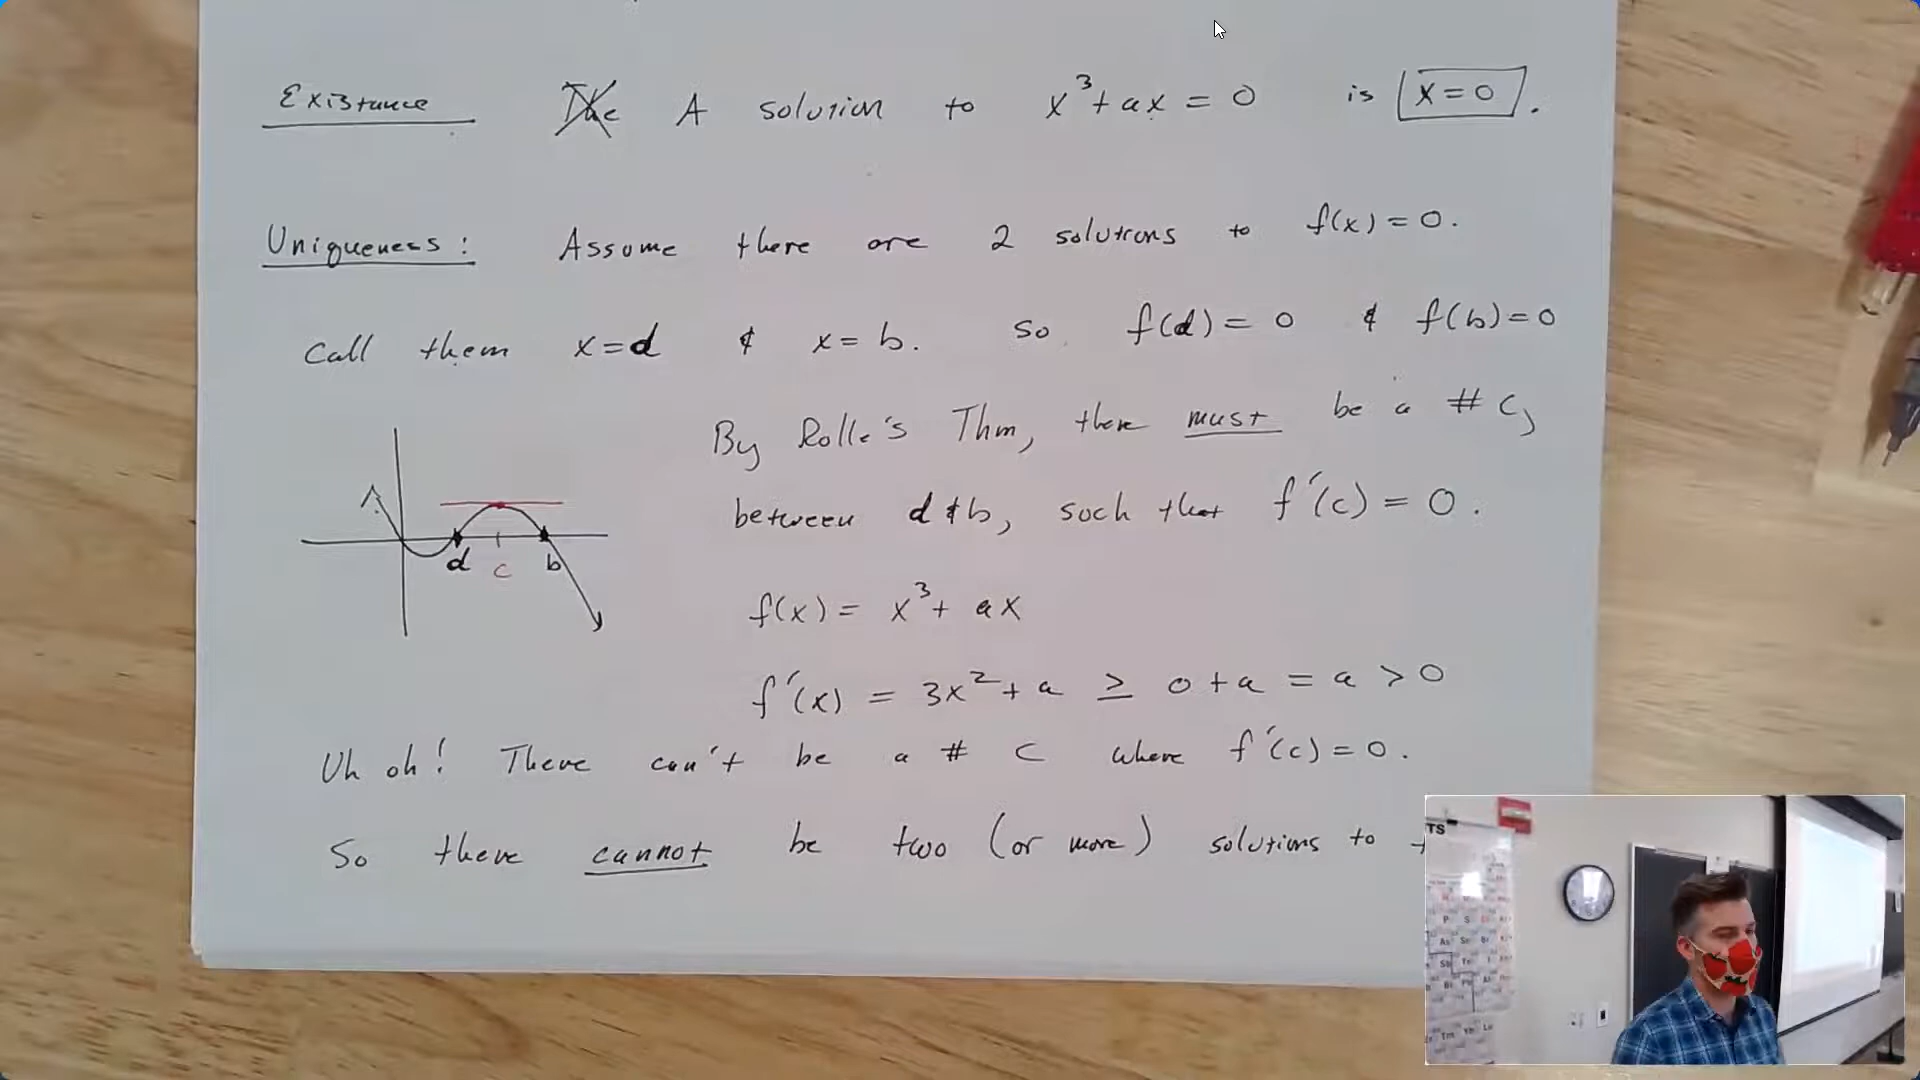 Existance The A solution to x³+ax = 0 is x=0.
Uniqueness: Assume there are 2 solutions to f(x)=0.
Call them x=d & x=b. So f(d)=0 & f(b)=0
By Rolle's Thm, there must be a # c,
between d & b, such that f'(c) = 0.
d c b
f(x) = x³+ ax
f'(x) = 3x²+a ≥ 0+a = a > 0
Uh oh! There can't be a # c where f'(c)=0.
So there cannot be two (or more) solutions to
TS